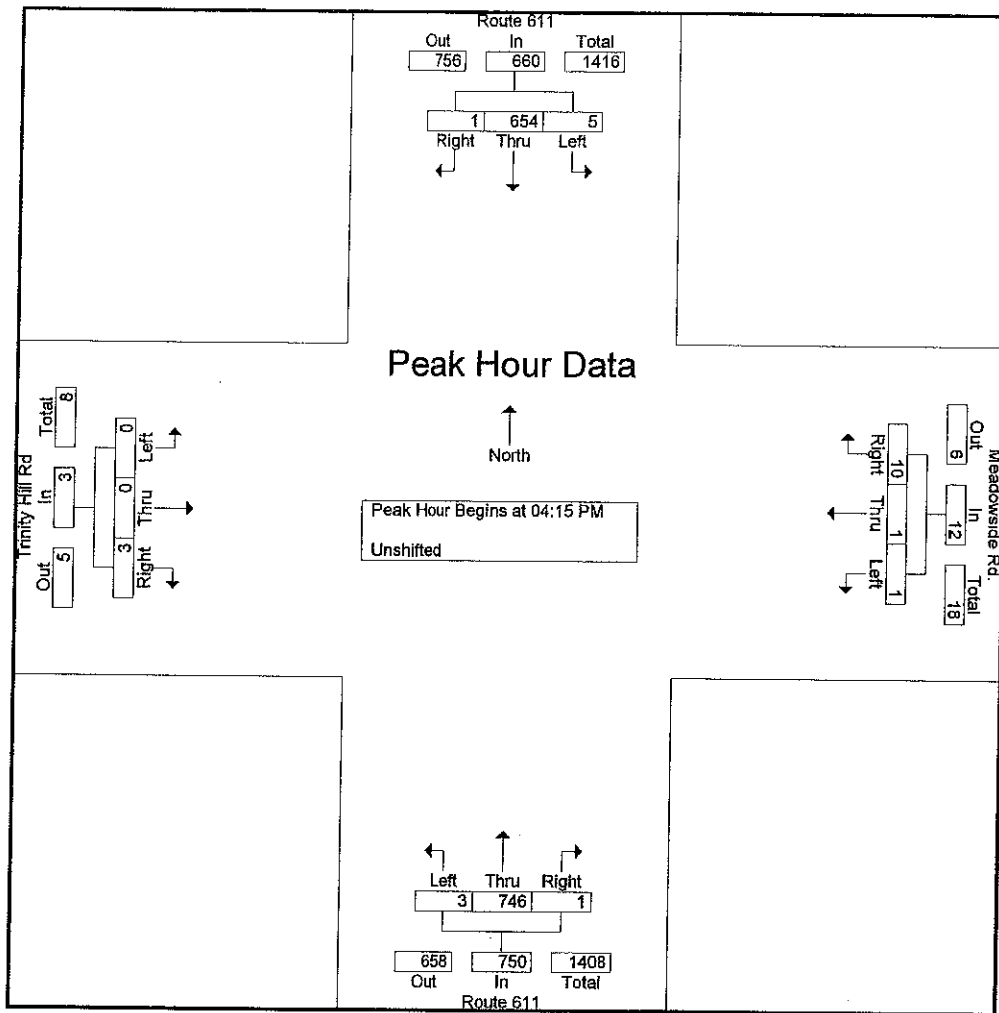 Route 611
Out In Total
756 660 1416
1 654 5
Right Thru Left
Peak Hour Data
North
Peak Hour Begins at 04:15 PM
Unshifted
Trinity Hill Rd
Total In Out
8 3 5
0 0 3
Left Thru Right
Right Thru Left
10 1 1
6 12 18
Out In Total
Meadowside Rd.
Left Thru Right
3 746 1
658 750 1408
Out In Total
Route 611